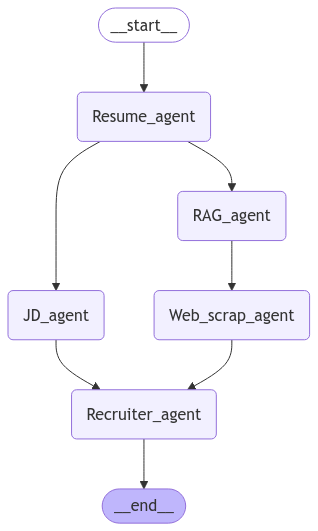 __start__
Resume_agent
RAG_agent
JD_agent
Web_scrap_agent
Recruiter_agent
__end__